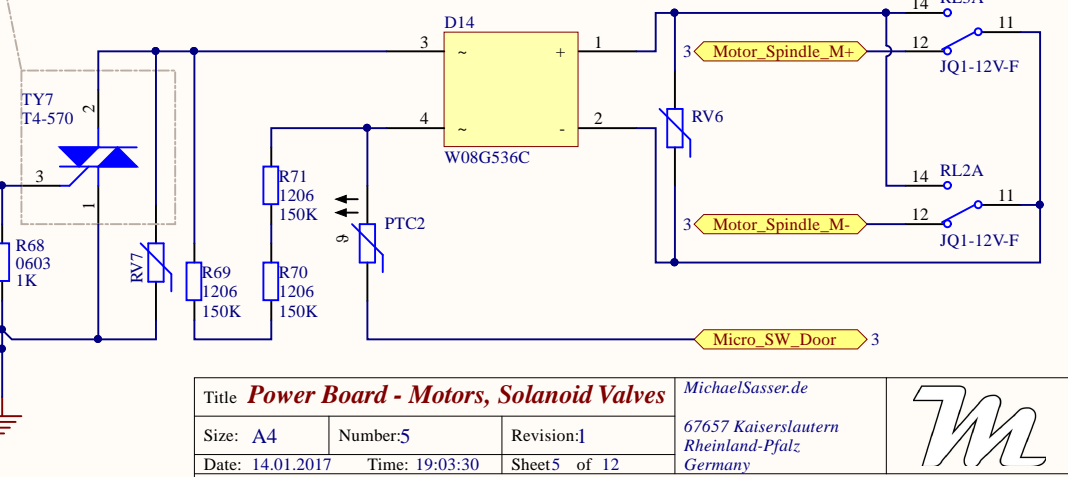 14 RL3A
11
12
JQ1-12V-F
3 Motor_Spindle_M+
D14
3 ~ + 1
4 ~ - 2
W08G536C
RV6
TY7
T4-570
2
3
1
R68
0603
1K
RV7
R69
1206
150K
R71
1206
150K
R70
1206
150K
PTC2
9
14 RL2A
11
12
JQ1-12V-F
3 Motor_Spindle_M-
Micro_SW_Door 3
Title Power Board - Motors, Solanoid Valves
Size: A4 Number:5 Revision:1
Date: 14.01.2017 Time: 19:03:30 Sheet5 of 12
MichaelSasser.de
67657 Kaiserslautern
Rheinland-Pfalz
Germany